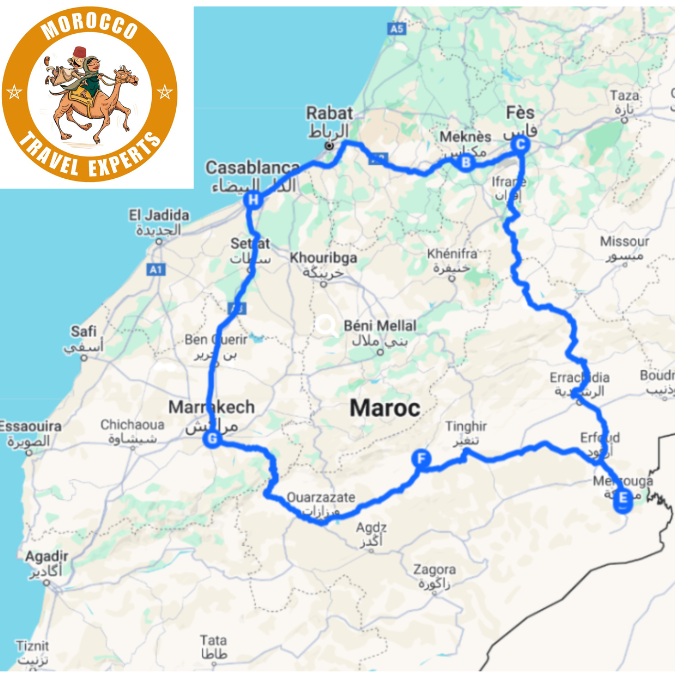 MOROCCO
TRAVEL EXPERTS
A5
Rabat
الرباط
Fès
فاس
Taza
تازة
Meknès
مكناس
B
C
Casablanca
الدار البيضاء
H
Ifrane
إفران
El Jadida
الجديدة
Settat
سطات
A1
Khouribga
خريبكة
Khénifra
خنيفرة
Missour
ميسور
Safi
آسفي
Ben Guerir
بن جرير
Béni Mellal
بني ملال
Errachidia
الرشيدية
Boud
Marrakech
مراكش
G
Maroc
Essaouira
الصويرة
Chichaoua
شيشاوة
Tinghir
تنغير
F
Erfoud
أرفود
Merzouga
E
Ouarzazate
ورزازات
Agdz
أكدز
Agadir
أكادير
Zagora
زاكورة
Tiznit
تزنيت
Tata
طاطا